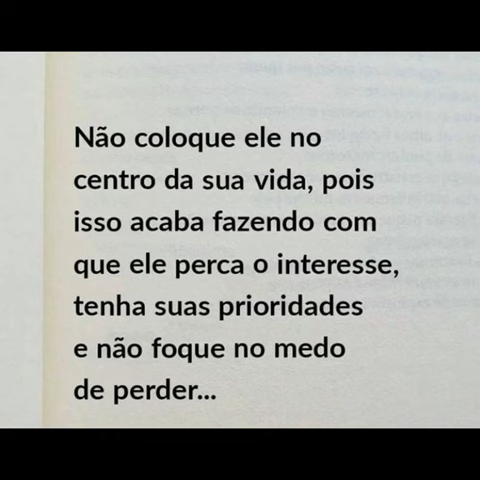 Não coloque ele no
centro da sua vida, pois
isso acaba fazendo com
que ele perca o interesse,
tenha suas prioridades
e não foque no medo
de perder...